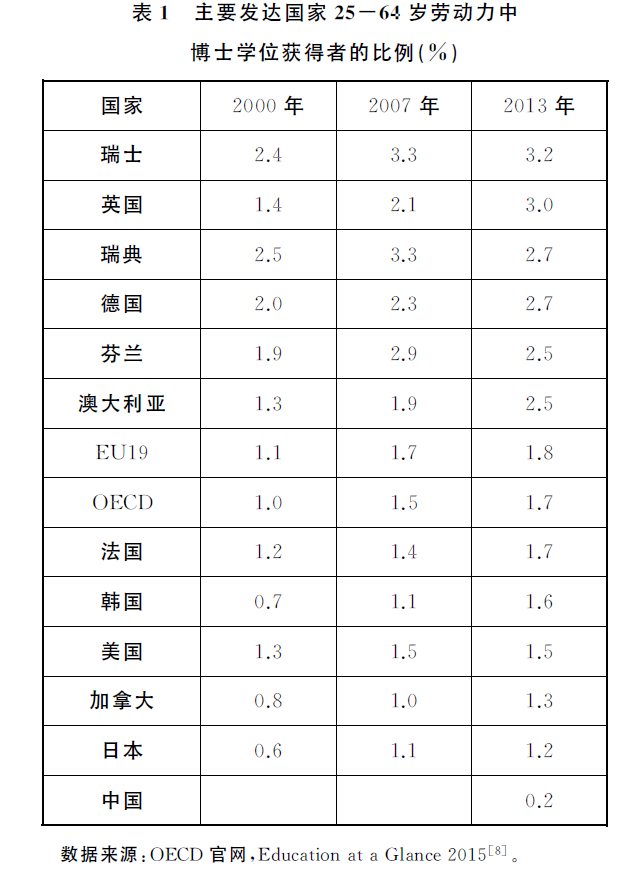 表 1 主要发达国家 25－64 岁劳动力中
博士学位获得者的比例(%)
国家 2000 年 2007 年 2013 年
瑞士 2.4 3.3 3.2
英国 1.4 2.1 3.0
瑞典 2.5 3.3 2.7
德国 2.0 2.3 2.7
芬兰 1.9 2.9 2.5
澳大利亚 1.3 1.9 2.5
EU19 1.1 1.7 1.8
OECD 1.0 1.5 1.7
法国 1.2 1.4 1.7
韩国 0.7 1.1 1.6
美国 1.3 1.5 1.5
加拿大 0.8 1.0 1.3
日本 0.6 1.1 1.2
中国 0.2
数据来源:OECD 官网,Education at a Glance 2015[8]。